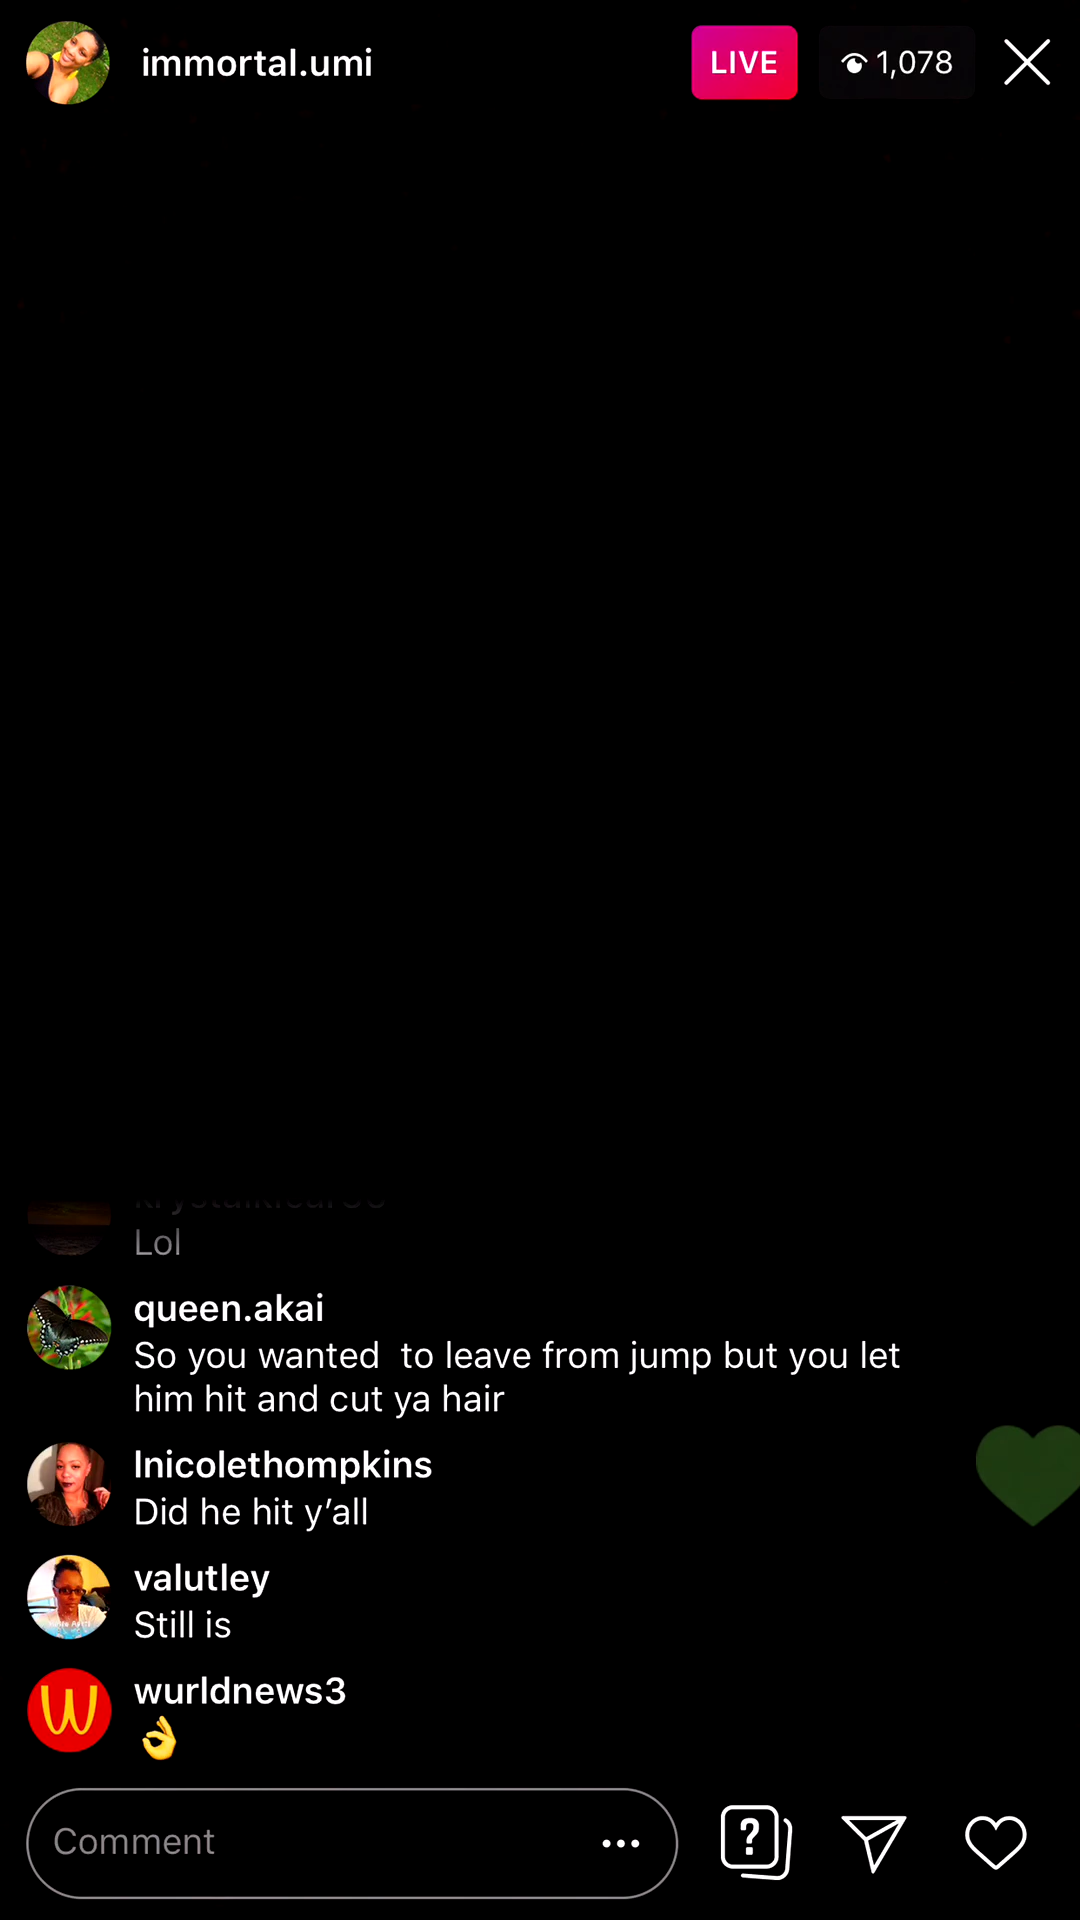 immortal.umi
LIVE
1,078
Lol
queen.akai
So you wanted  to leave from jump but you let
him hit and cut ya hair
lnicolethompkins
Did he hit y’all
valutley
Still is
wurldnews3
👌
Comment